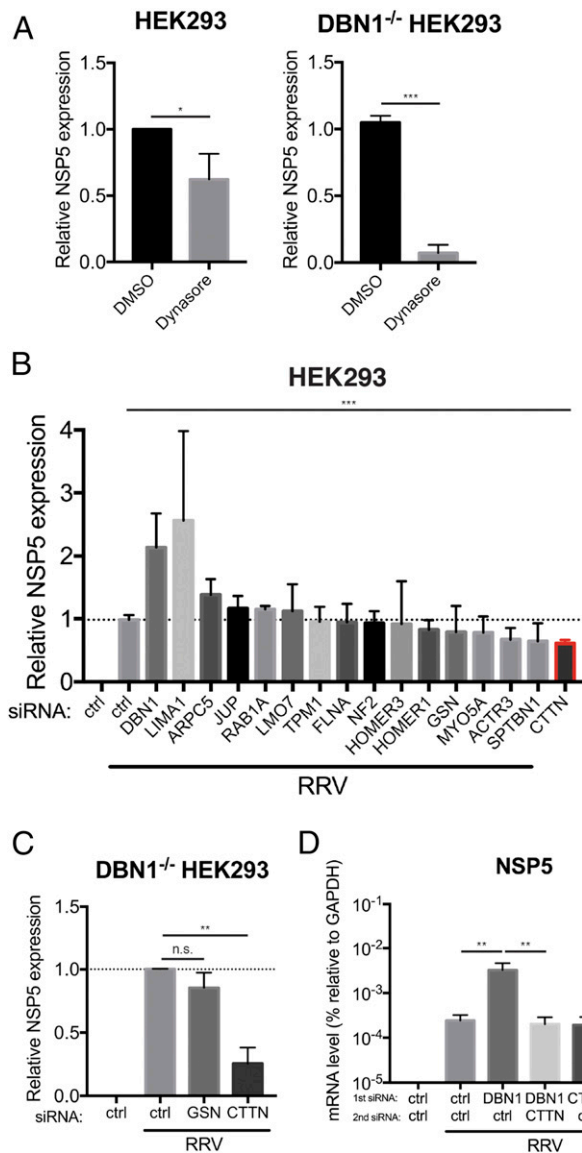 A
HEK293
DBN1-/- HEK293
Relative NSP5 expression
1.5
1.0
0.5
0.0
*
DMSO
Dynasore
Relative NSP5 expression
1.5
1.0
0.5
0.0
***
DMSO
Dynasore
B
HEK293
***
Relative NSP5 expression
4
3
2
1
0
siRNA:
ctrl
ctrl
DBN1
LIMA1
ARPC5
JUP
RAB1A
LMO7
TPM1
FLNA
NF2
HOMER3
HOMER1
GSN
MYO5A
ACTR3
SPTBN1
CTTN
RRV
C
DBN1-/- HEK293
Relative NSP5 expression
1.5
1.0
0.5
0.0
**
n.s.
siRNA: ctrl ctrl GSN CTTN
RRV
D
NSP5
mRNA level (% relative to GAPDH)
10-1
10-2
10-3
10-4
10-5
** **
1st siRNA: ctrl ctrl DBN1 DBN1 CT
2nd siRNA: ctrl ctrl ctrl CTTN c
RRV